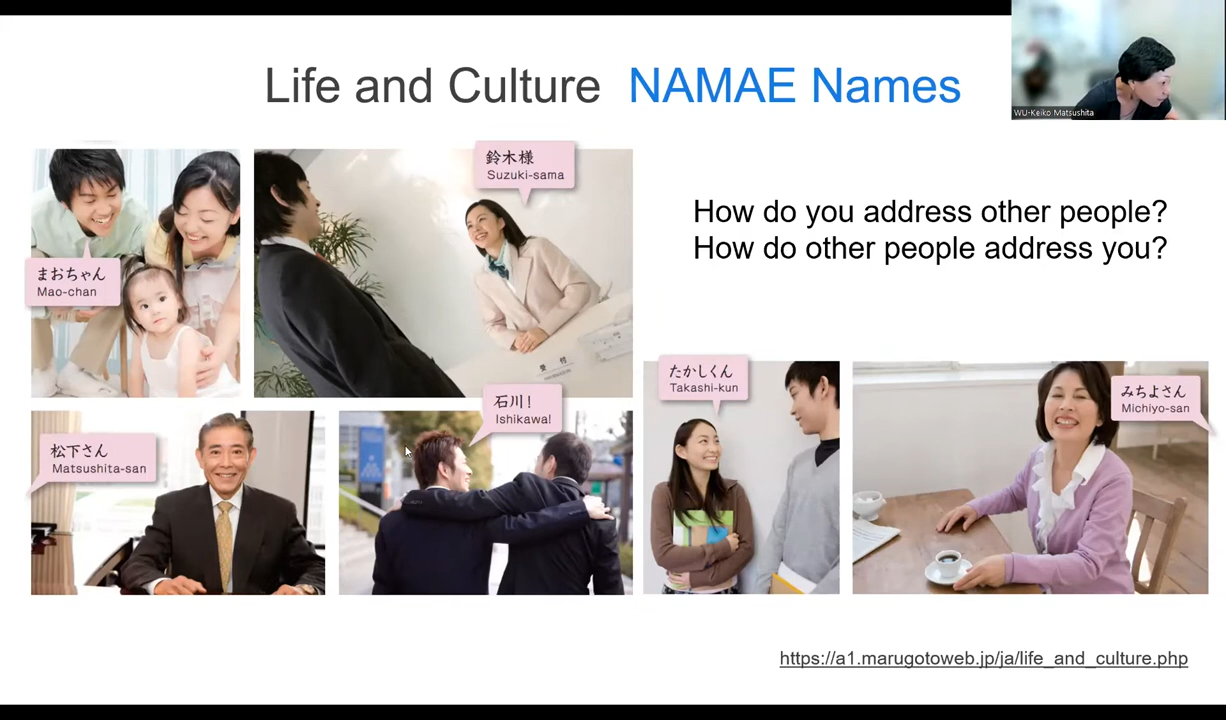 Life and Culture NAMAE Names
WU-Keiko Matsushita
鈴木様
Suzuki-sama
How do you address other people?
How do other people address you?
まおちゃん
Mao-chan
受 付
たかしくん
Takashi-kun
みちよさん
Michiyo-san
石川!
Ishikawa!
松下さん
Matsushita-san
https://a1.marugotoweb.jp/ja/life_and_culture.php